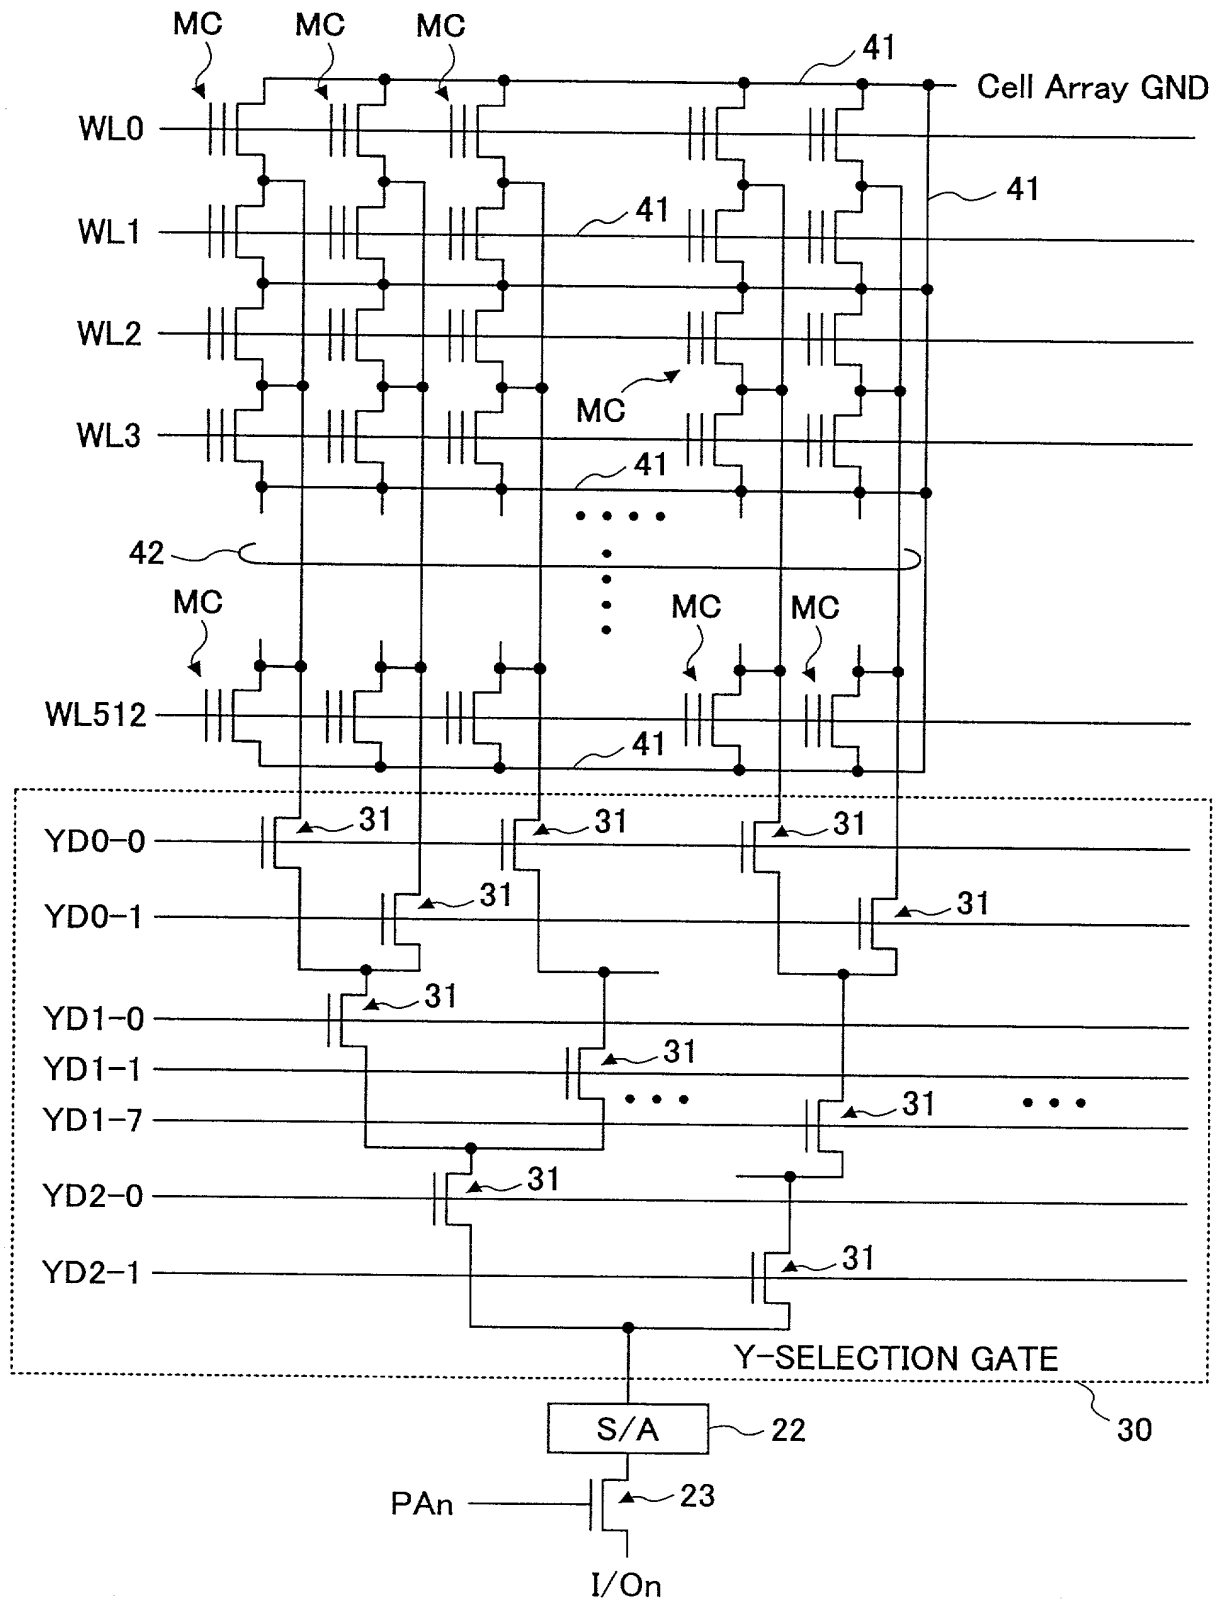 MC MC MC
41
Cell Array GND
WL0
41
41
WL1
WL2
MC
WL3
41
42
MC MC MC
WL512
41
YD0-0 31 31 31
YD0-1 31 31
YD1-0 31
YD1-1 31
YD1-7 31
YD2-0 31
YD2-1 31
Y-SELECTION GATE
S/A 22 30
PAn 23
I/On